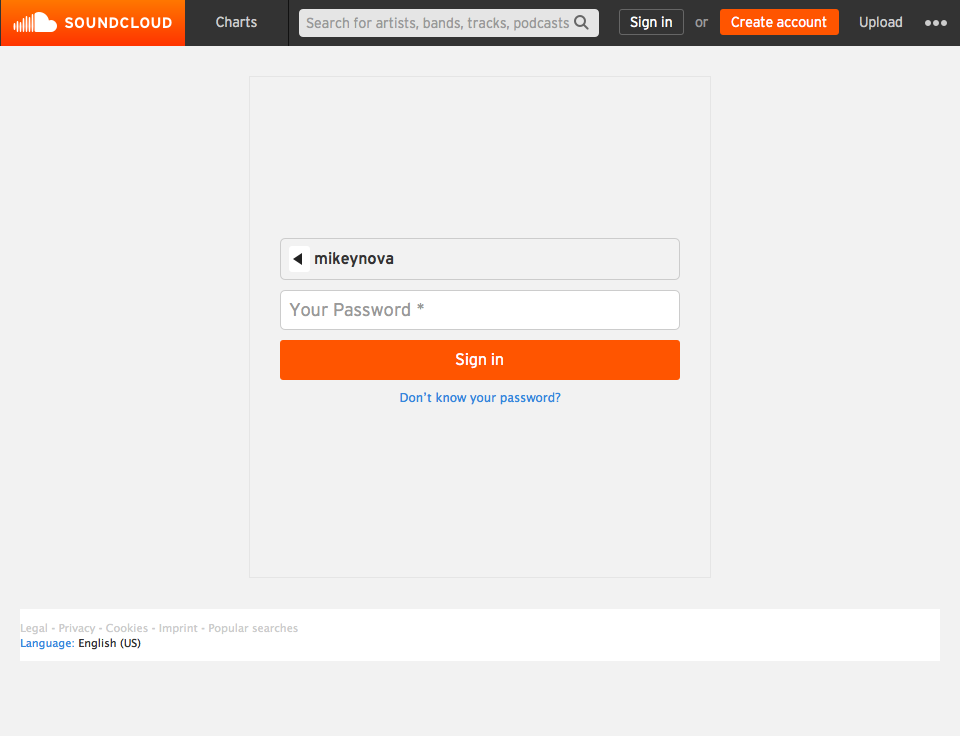 SOUNDCLOUD Charts Search for artists, bands, tracks, podcasts Sign in or Create account Upload
mikeynova
Your Password *
Sign in
Don't know your password?
Legal - Privacy - Cookies - Imprint - Popular searches
Language: English (US)